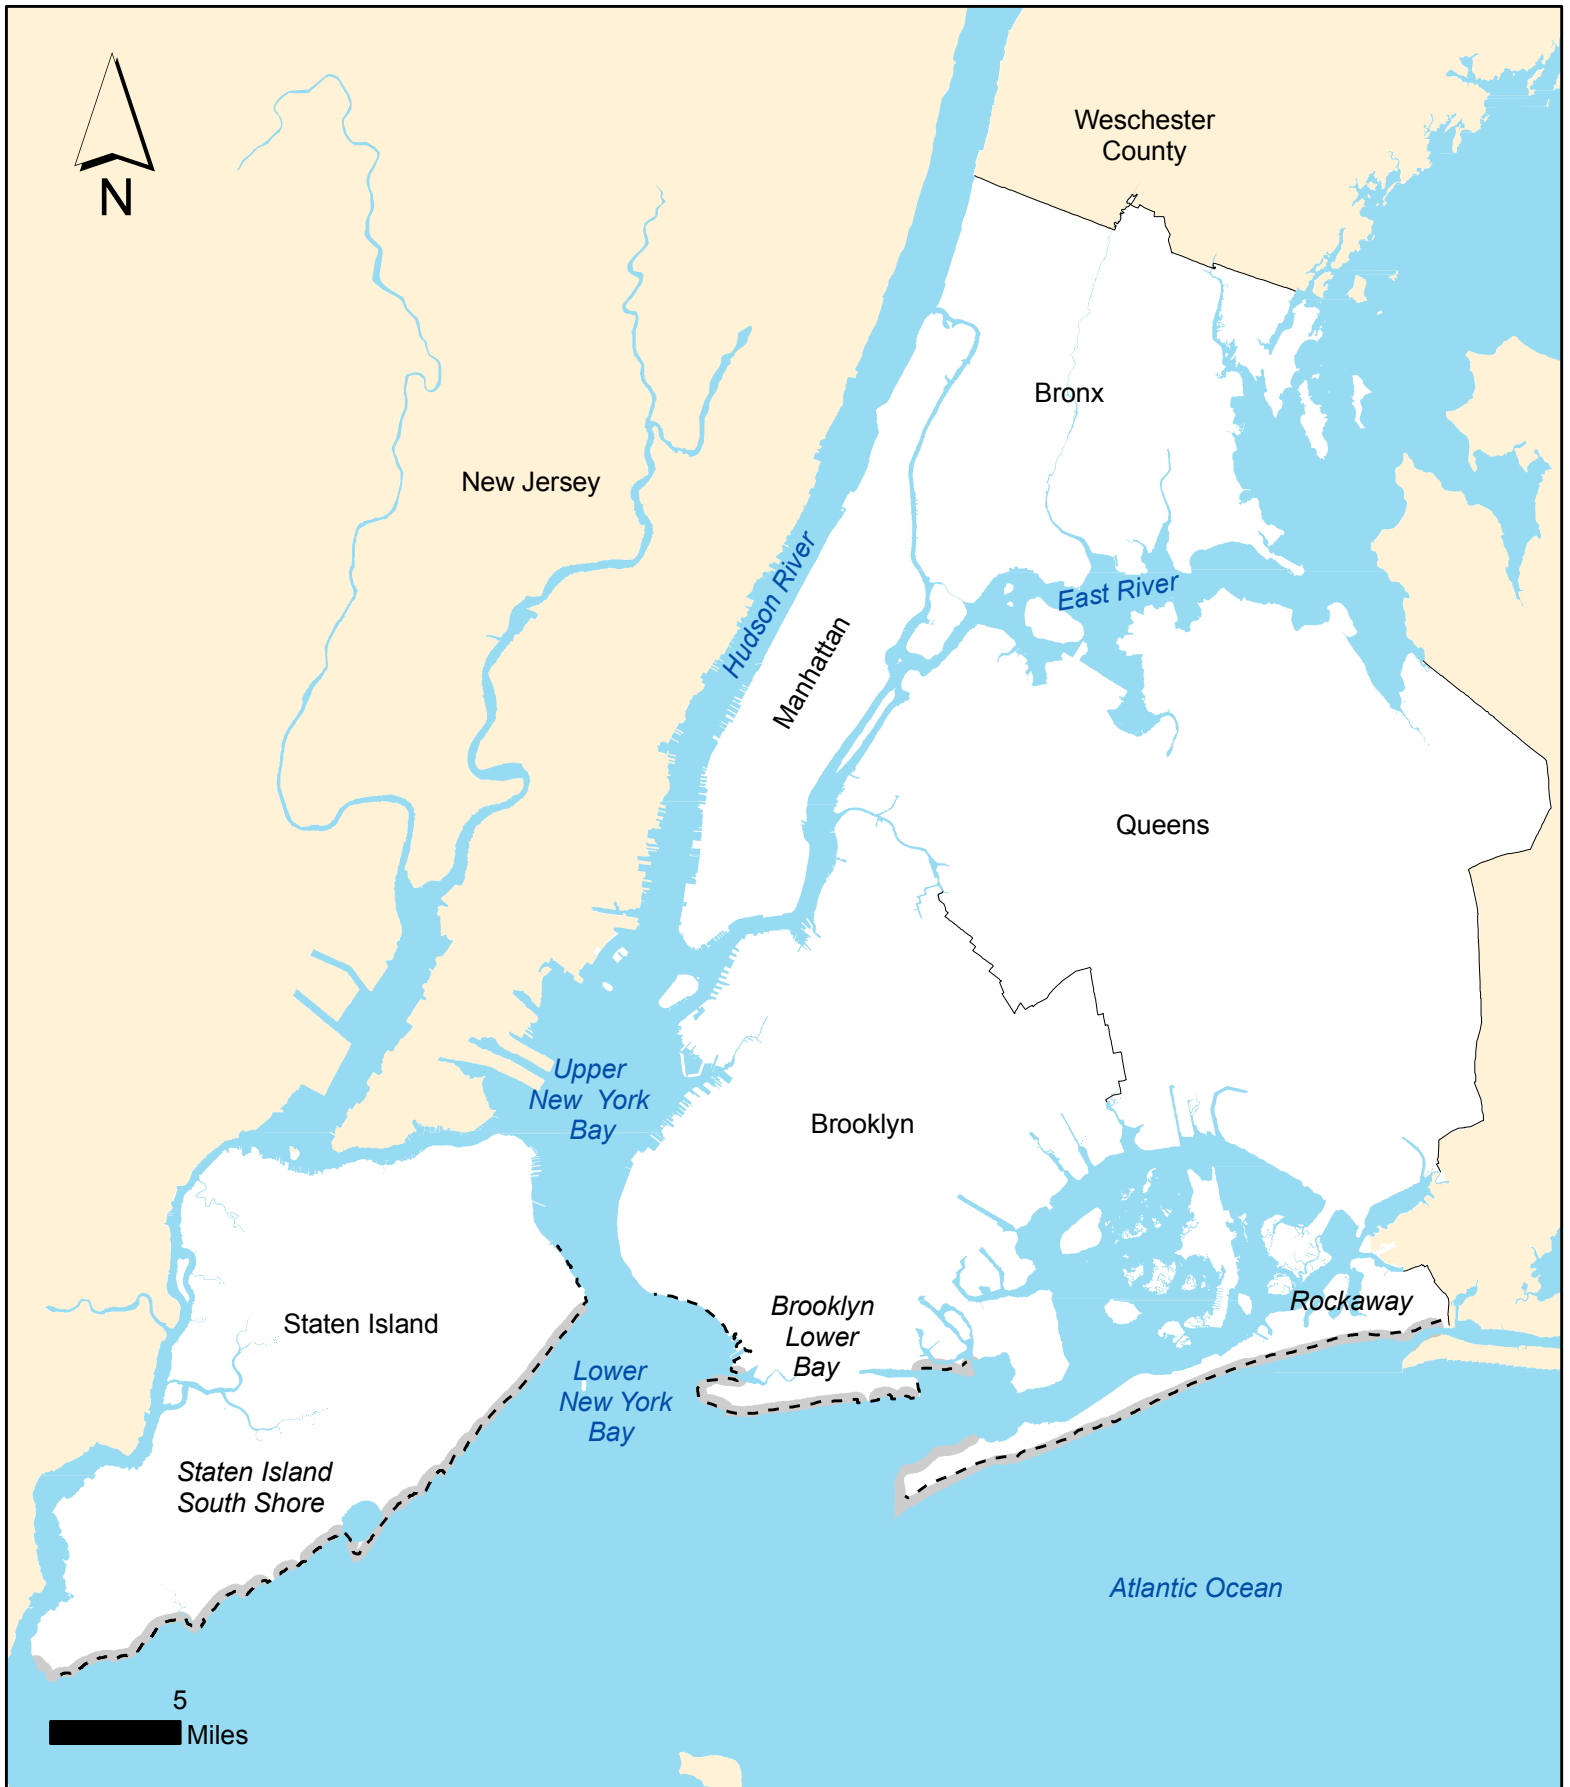 N
Weschester
County
Bronx
New Jersey
Hudson River
East River
Manhattan
Queens
Upper
New York
Bay
Brooklyn
Staten Island
Brooklyn
Lower
Bay
Rockaway
Lower
New York
Bay
Staten Island
South Shore
Atlantic Ocean
5
Miles